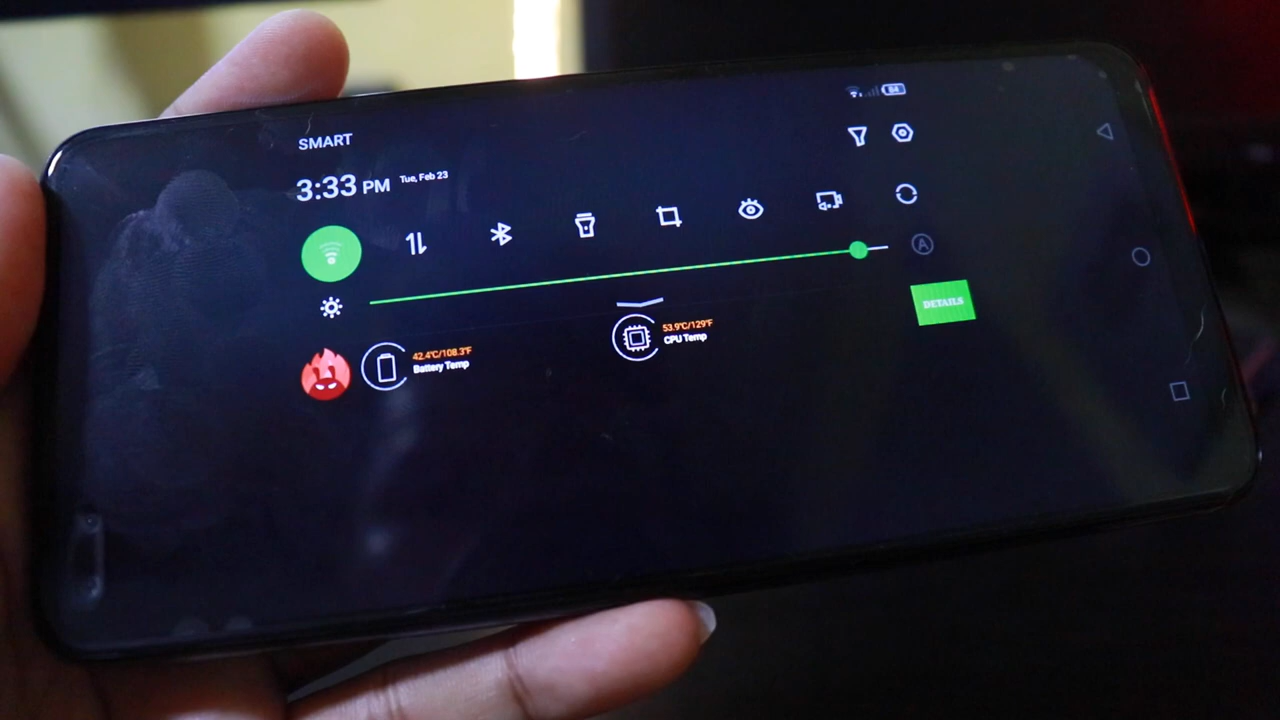 84
SMART
3:33 PM Tue, Feb 23
A
DETAILS
42.4℃/108.3℉
Battery Temp
53.9℃/129℉
CPU Temp